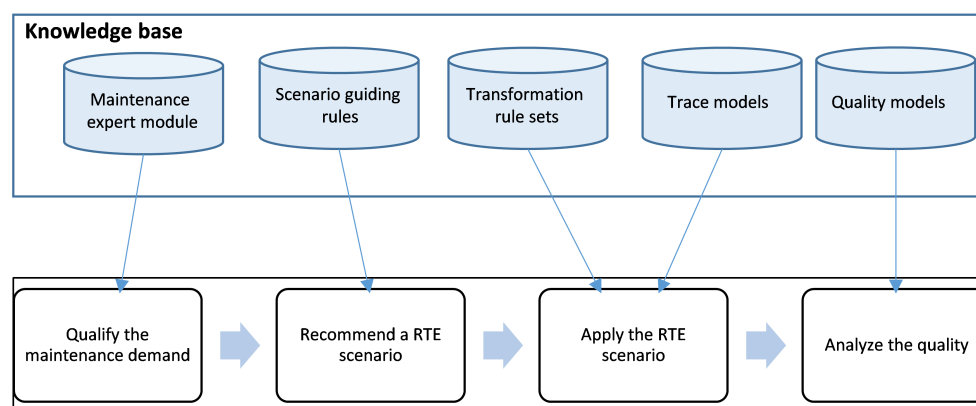 Knowledge base
Maintenance
expert module
Scenario guiding
rules
Transformation
rule sets
Trace models
Quality models
Qualify the
maintenance demand
Recommend a RTE
scenario
Apply the RTE
scenario
Analyze the quality